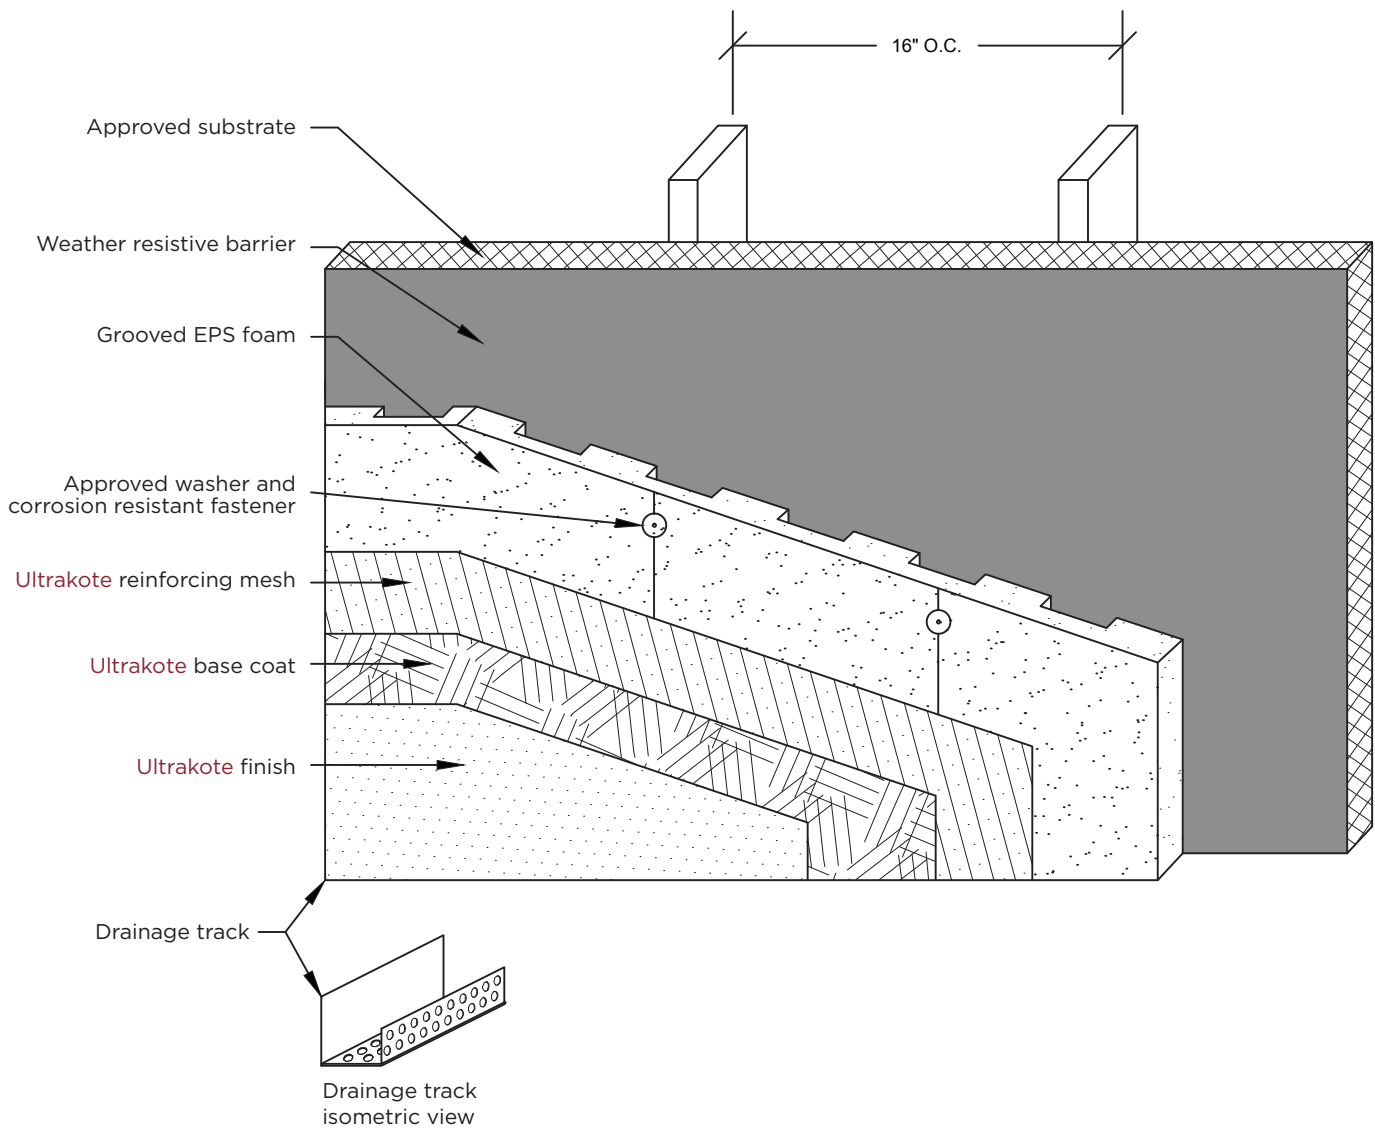 16" O.C.
Approved substrate
Weather resistive barrier
Grooved EPS foam
Approved washer and
corrosion resistant fastener
Ultrakote reinforcing mesh
Ultrakote base coat
Ultrakote finish
Drainage track
Drainage track
isometric view